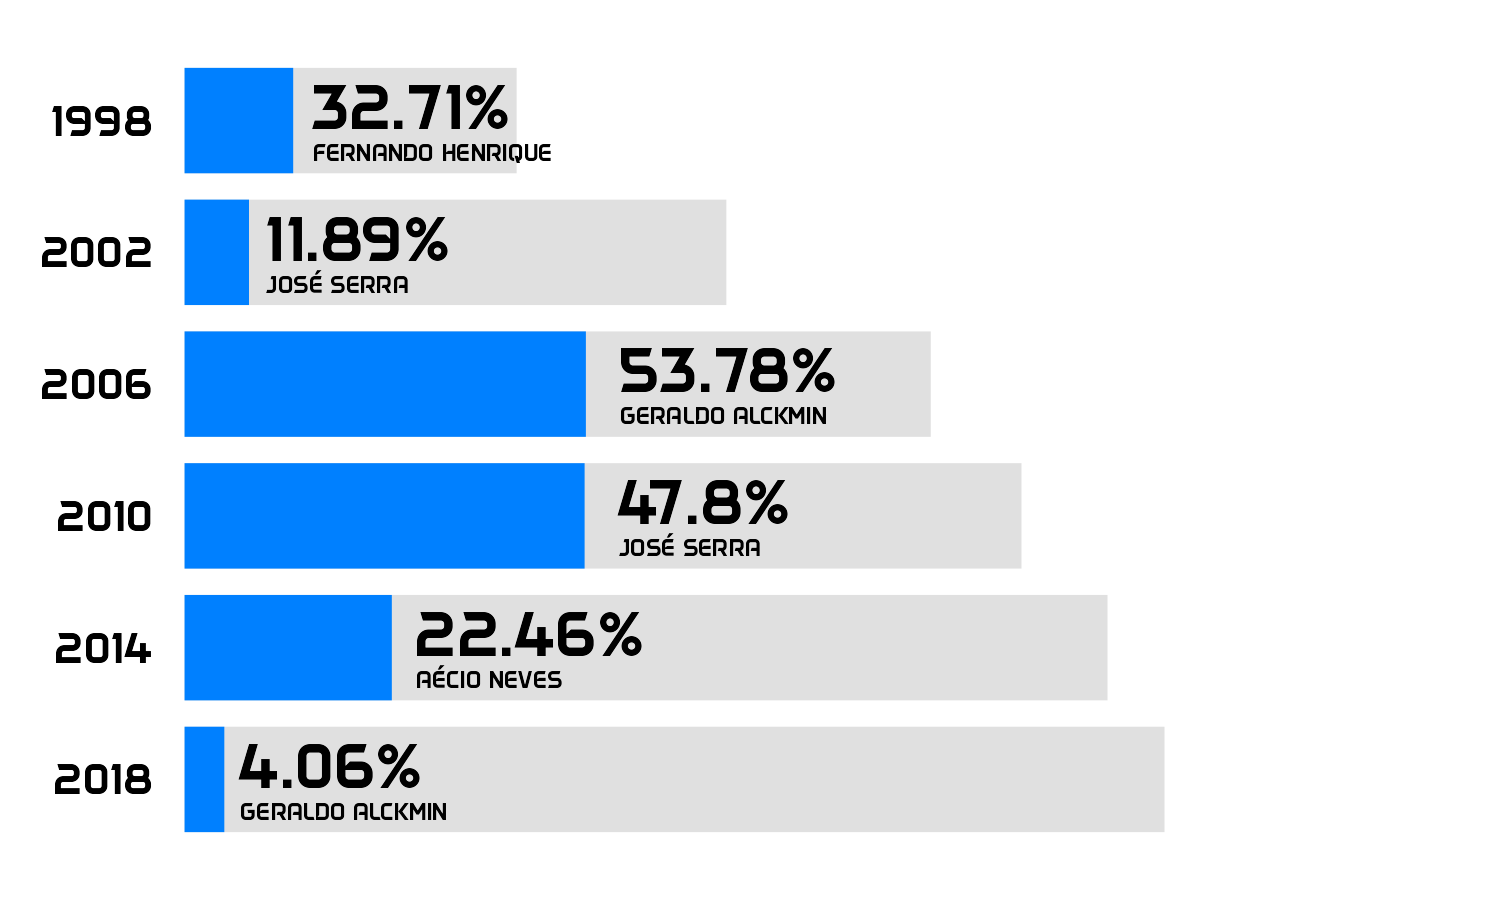 1998
32.71%
FERNANDO HENRIQUE
2002
11.89%
JOSÉ SERRA
2006
53.78%
GERALDO ALCKMIN
2010
47.8%
JOSÉ SERRA
2014
22.46%
AÉCIO NEVES
2018
4.06%
GERALDO ALCKMIN